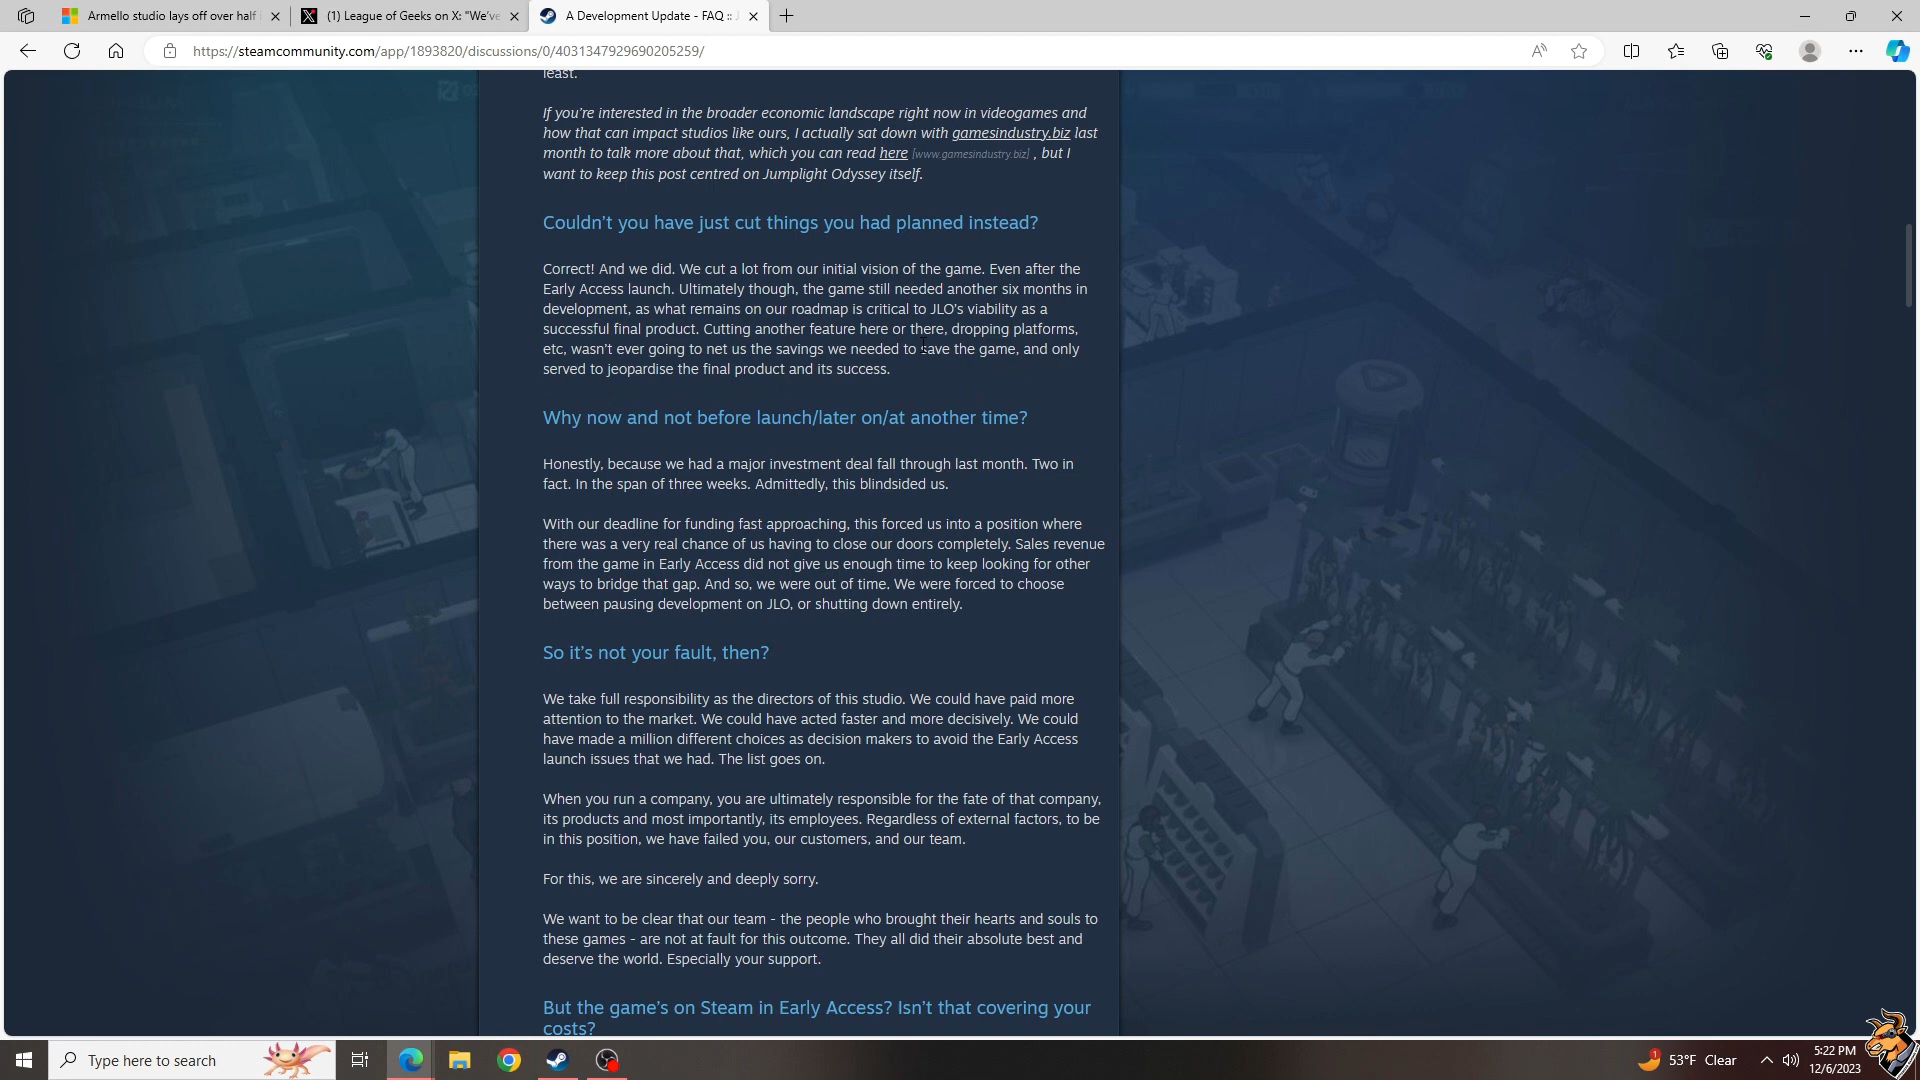 Armello studio lays off over half
(1) League of Geeks on X: "We've
A Development Update - FAQ ::
https://steamcommunity.com/app/1893820/discussions/0/4031347929690205259/
least.
If you're interested in the broader economic landscape right now in videogames and
how that can impact studios like ours, I actually sat down with gamesindustry.biz last
month to talk more about that, which you can read here [www.gamesindustry.biz] , but I
want to keep this post centred on Jumplight Odyssey itself.
Couldn't you have just cut things you had planned instead?
Correct! And we did. We cut a lot from our initial vision of the game. Even after the
Early Access launch. Ultimately though, the game still needed another six months in
development, as what remains on our roadmap is critical to JLO's viability as a
successful final product. Cutting another feature here or there, dropping platforms,
etc, wasn't ever going to net us the savings we needed to save the game, and only
served to jeopardise the final product and its success.
Why now and not before launch/later on/at another time?
Honestly, because we had a major investment deal fall through last month. Two in
fact. In the span of three weeks. Admittedly, this blindsided us.
With our deadline for funding fast approaching, this forced us into a position where
there was a very real chance of us having to close our doors completely. Sales revenue
from the game in Early Access did not give us enough time to keep looking for other
ways to bridge that gap. And so, we were out of time. We were forced to choose
between pausing development on JLO, or shutting down entirely.
So it's not your fault, then?
We take full responsibility as the directors of this studio. We could have paid more
attention to the market. We could have acted faster and more decisively. We could
have made a million different choices as decision makers to avoid the Early Access
launch issues that we had. The list goes on.
When you run a company, you are ultimately responsible for the fate of that company,
its products and most importantly, its employees. Regardless of external factors, to be
in this position, we have failed you, our customers, and our team.
For this, we are sincerely and deeply sorry.
We want to be clear that our team - the people who brought their hearts and souls to
these games - are not at fault for this outcome. They all did their absolute best and
deserve the world. Especially your support.
But the game's on Steam in Early Access? Isn't that covering your
costs?
Type here to search
1
53°F Clear
5:22 PM
12/6/2023